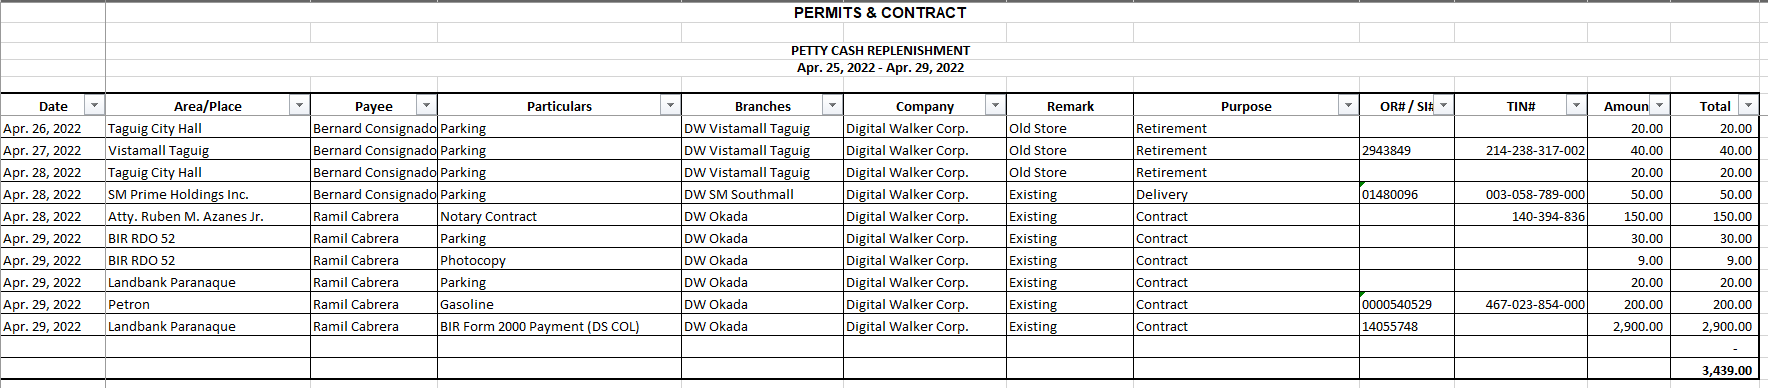 PERMITS & CONTRACT
PETTY CASH REPLENISHMENT
Apr. 25, 2022 - Apr. 29, 2022
Date Area/Place Payee Particulars Branches Company Remark Purpose OR# / SI# TIN# Amoun Total
Apr. 26, 2022 Taguig City Hall Bernard Consignado Parking DW Vistamall Taguig Digital Walker Corp. Old Store Retirement 20.00 20.00
Apr. 27, 2022 Vistamall Taguig Bernard Consignado Parking DW Vistamall Taguig Digital Walker Corp. Old Store Retirement 2943849 214-238-317-002 40.00 40.00
Apr. 28, 2022 Taguig City Hall Bernard Consignado Parking DW Vistamall Taguig Digital Walker Corp. Old Store Retirement 20.00 20.00
Apr. 28, 2022 SM Prime Holdings Inc. Bernard Consignado Parking DW SM Southmall Digital Walker Corp. Existing Delivery 01480096 003-058-789-000 50.00 50.00
Apr. 28, 2022 Atty. Ruben M. Azanes Jr. Ramil Cabrera Notary Contract DW Okada Digital Walker Corp. Existing Contract 140-394-836 150.00 150.00
Apr. 29, 2022 BIR RDO 52 Ramil Cabrera Parking DW Okada Digital Walker Corp. Existing Contract 30.00 30.00
Apr. 29, 2022 BIR RDO 52 Ramil Cabrera Photocopy DW Okada Digital Walker Corp. Existing Contract 9.00 9.00
Apr. 29, 2022 Landbank Paranaque Ramil Cabrera Parking DW Okada Digital Walker Corp. Existing Contract 20.00 20.00
Apr. 29, 2022 Petron Ramil Cabrera Gasoline DW Okada Digital Walker Corp. Existing Contract 0000540529 467-023-854-000 200.00 200.00
Apr. 29, 2022 Landbank Paranaque Ramil Cabrera BIR Form 2000 Payment (DS COL) DW Okada Digital Walker Corp. Existing Contract 14055748 2,900.00 2,900.00
-
3,439.00